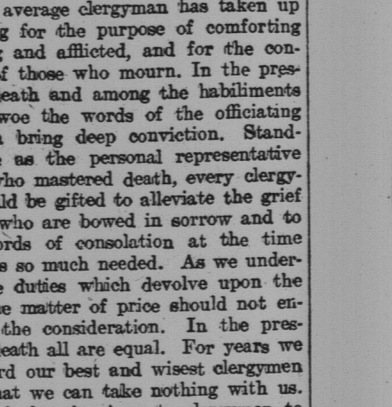 average clergyman has taken up
g for the purpose of comforting
and afflicted, and for the con-
f those who mourn. In the pres-
eath and among the habiliments
woe the words of the officiating
bring deep conviction. Stand-
as the personal representative
who mastered death, every clergy-
ld be gifted to alleviate the grief
who are bowed in sorrow and to
ords of consolation at the time
s so much needed. As we under-
duties which devolve upon the
e matter of price should not en-
the consideration. In the pres-
eath all are equal. For years we
rd our best and wisest clergymen
at we can take nothing with us.